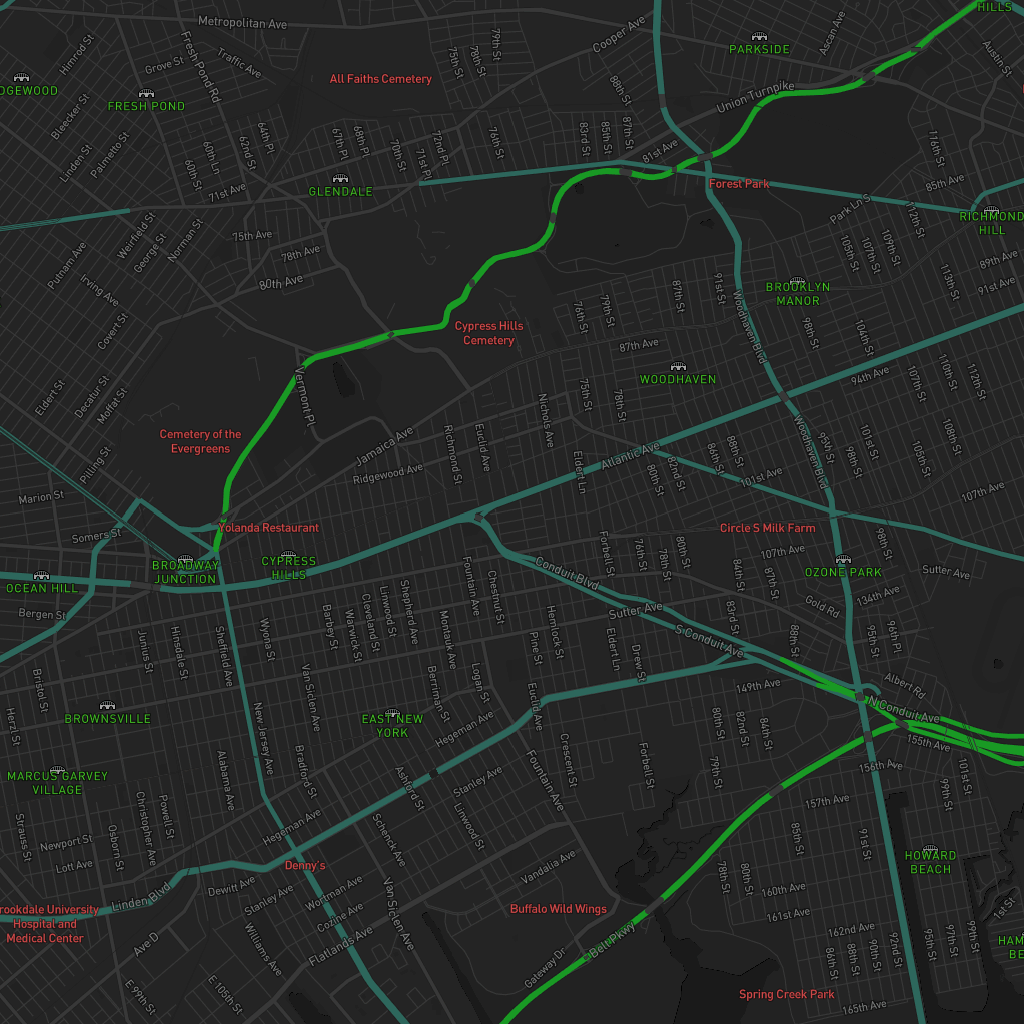 HILLS
Metropolitan Ave
Himrod St
Fresh Pond Rd
Traffic Ave
Grove St
75th St
78th St
79th St
Cooper Ave
PARKSIDE
Ascan Ave
Austin St
DGEWOOD
FRESH POND
All Faiths Cemetery
88th St
Union Turnpike
Bleecker St
Linden St
Palmetto St
60th St
60th Ln
62nd St
64th Pl
67th Pl
68th Pl
70th St
71st Pl
72nd Pl
76th St
83rd St
85th St
87th St
81st Ave
116th St
GLENDALE
71st Ave
Forest Park
85th Ave
Park Ln S
RICHMOND
HILL
112th St
Weirfield St
George St
Norman St
75th Ave
78th Ave
80th Ave
Putnam Ave
Irving Ave
105th St
107th St
109th St
89th Ave
91st Ave
113th St
BROOKLYN
MANOR
91st St
87th St
79th St
76th St
Woodhaven Blvd
98th St
104th St
Covert St
Cypress Hills
Cemetery
87th Ave
WOODHAVEN
94th Ave
107th St
110th St
112th St
Eldert St
Decatur St
Moffat St
Vermont Pl
75th St
78th St
Nichols Ave
Cemetery of the
Evergreens
Pilling St
Jamaica Ave
Richmond St
Euclid Ave
Ridgewood Ave
Eldert Ln
Atlantic Ave
80th St
82nd St
86th St
88th St
101st Ave
Woodhaven Blvd
95th St
98th St
101st St
105th St
108th St
107th Ave
Marion St
Somers St
Yolanda Restaurant
Circle S Milk Farm
BROADWAY
JUNCTION
CYPRESS
HILLS
107th Ave
OZONE PARK
Sutter Ave
OCEAN HILL
Bergen St
Fountain Ave
Chestnut St
Conduit Blvd
Forbell St
76th St
78th St
80th St
84th St
87th St
Gold Rd
134th Ave
Sutter Ave
S Conduit Ave
83rd St
88th St
95th St
96th Pl
Junius St
Hinsdale St
Sheffield Ave
Wyona St
Barbey St
Warwick St
Cleveland St
Linwood St
Shepherd Ave
Montauk Ave
Hemlock St
Pine St
Eldert Ln
Drew St
Bristol St
Herzl St
BROWNSVILLE
New Jersey Ave
Van Siclen Ave
Berriman St
Logan St
Euclid Ave
EAST NEW
YORK
Hegeman Ave
149th Ave
Albert Rd
N Conduit Ave
80th St
82nd St
84th St
155th Ave
156th Ave
MARCUS GARVEY
VILLAGE
Alabama Ave
Bradford St
Ashford St
Stanley Ave
Fountain Ave
Crescent St
Forbell St
79th St
157th Ave
99th St
101st St
Strauss St
Newport St
Lott Ave
Osborn St
Christopher Ave
Powell St
Hegeman Ave
Schenck Ave
Linwood St
85th St
91st St
HOWARD
BEACH
Denny's
Vandalia Ave
78th St
80th St
160th Ave
161st Ave
162nd Ave
Linden Blvd
Dewitt Ave
Stanley Ave
Wortman Ave
Cozine Ave
Flatlands Ave
Van Siclen Ave
rookdale University
Hospital and
Medical Center
Ave D
Williams Ave
Buffalo Wild Wings
Belt Pkwy
Gateway Dr
1st St
86th St
88th St
90th St
92nd St
95th St
97th St
99th St
HAM
BE
E 99th St
E 105th St
Spring Creek Park
165th Ave